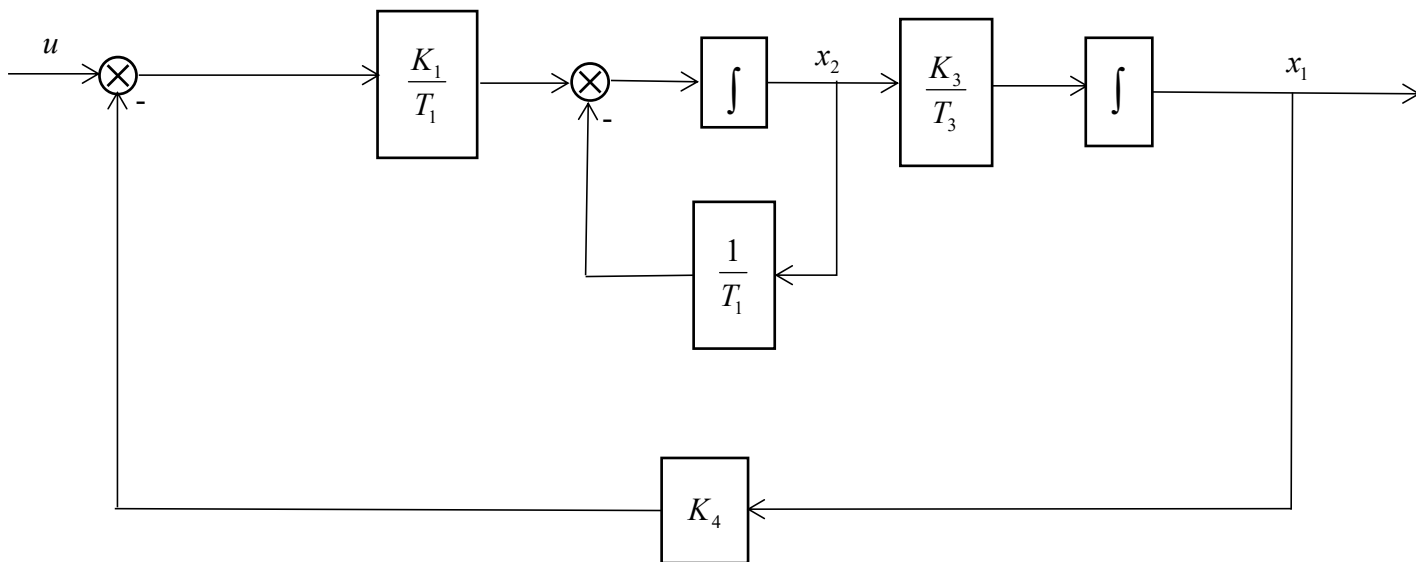 u
-
K₁
T₁
-
∫
x₂
K₃
T₃
∫
x₁
1
T₁
K₄